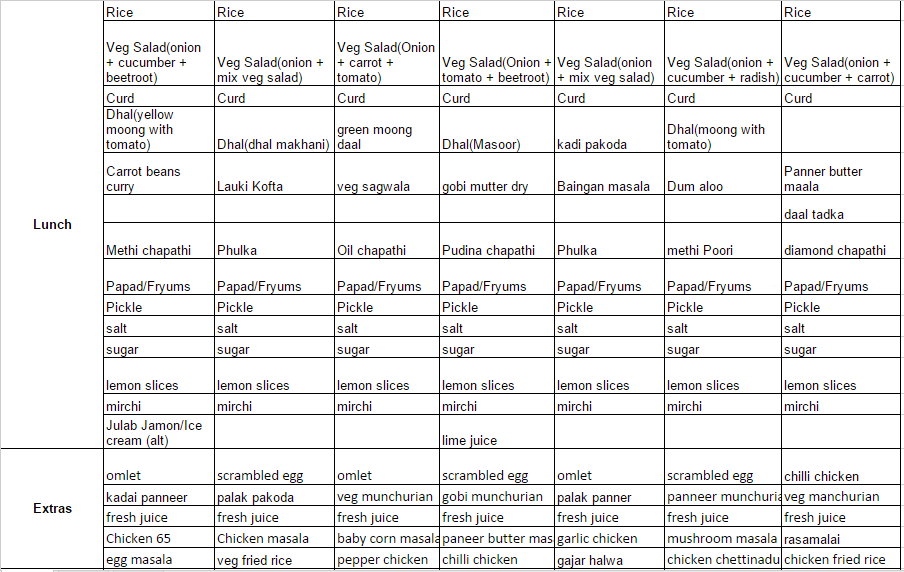 Rice Rice Rice Rice Rice Rice Rice
Veg Salad(onion + cucumber + beetroot) Veg Salad(onion + mix veg salad) Veg Salad(Onion + carrot + tomato) Veg Salad(Onion + tomato + beetroot) Veg Salad(onion + mix veg salad) Veg Salad(onion + cucumber + radish) Veg Salad(onion + cucumber + carrot)
Curd Curd Curd Curd Curd Curd Curd
Dhal(yellow moong with tomato) Dhal(dhal makhani) green moong daal Dhal(Masoor) kadi pakoda Dhal(moong with tomato)
Carrot beans curry Lauki Kofta veg sagwala gobi mutter dry Baingan masala Dum aloo Panner butter maala
daal tadka
Lunch
Methi chapathi Phulka Oil chapathi Pudina chapathi Phulka methi Poori diamond chapathi
Papad/Fryums Papad/Fryums Papad/Fryums Papad/Fryums Papad/Fryums Papad/Fryums Papad/Fryums
Pickle Pickle Pickle Pickle Pickle Pickle Pickle
salt salt salt salt salt salt salt
sugar sugar sugar sugar sugar sugar sugar
lemon slices lemon slices lemon slices lemon slices lemon slices lemon slices lemon slices
mirchi mirchi mirchi mirchi mirchi mirchi mirchi
Julab Jamon/Ice cream (alt) lime juice
omlet scrambled egg omlet scrambled egg omlet scrambled egg chilli chicken
kadai panneer palak pakoda veg munchurian gobi munchurian palak panner panneer munchuria veg manchurian
Extras
fresh juice fresh juice fresh juice fresh juice fresh juice fresh juice fresh juice
Chicken 65 Chicken masala baby corn masala paneer butter mas garlic chicken mushroom masala rasamalai
egg masala veg fried rice pepper chicken chilli chicken gajar halwa chicken chettinadu chicken fried rice